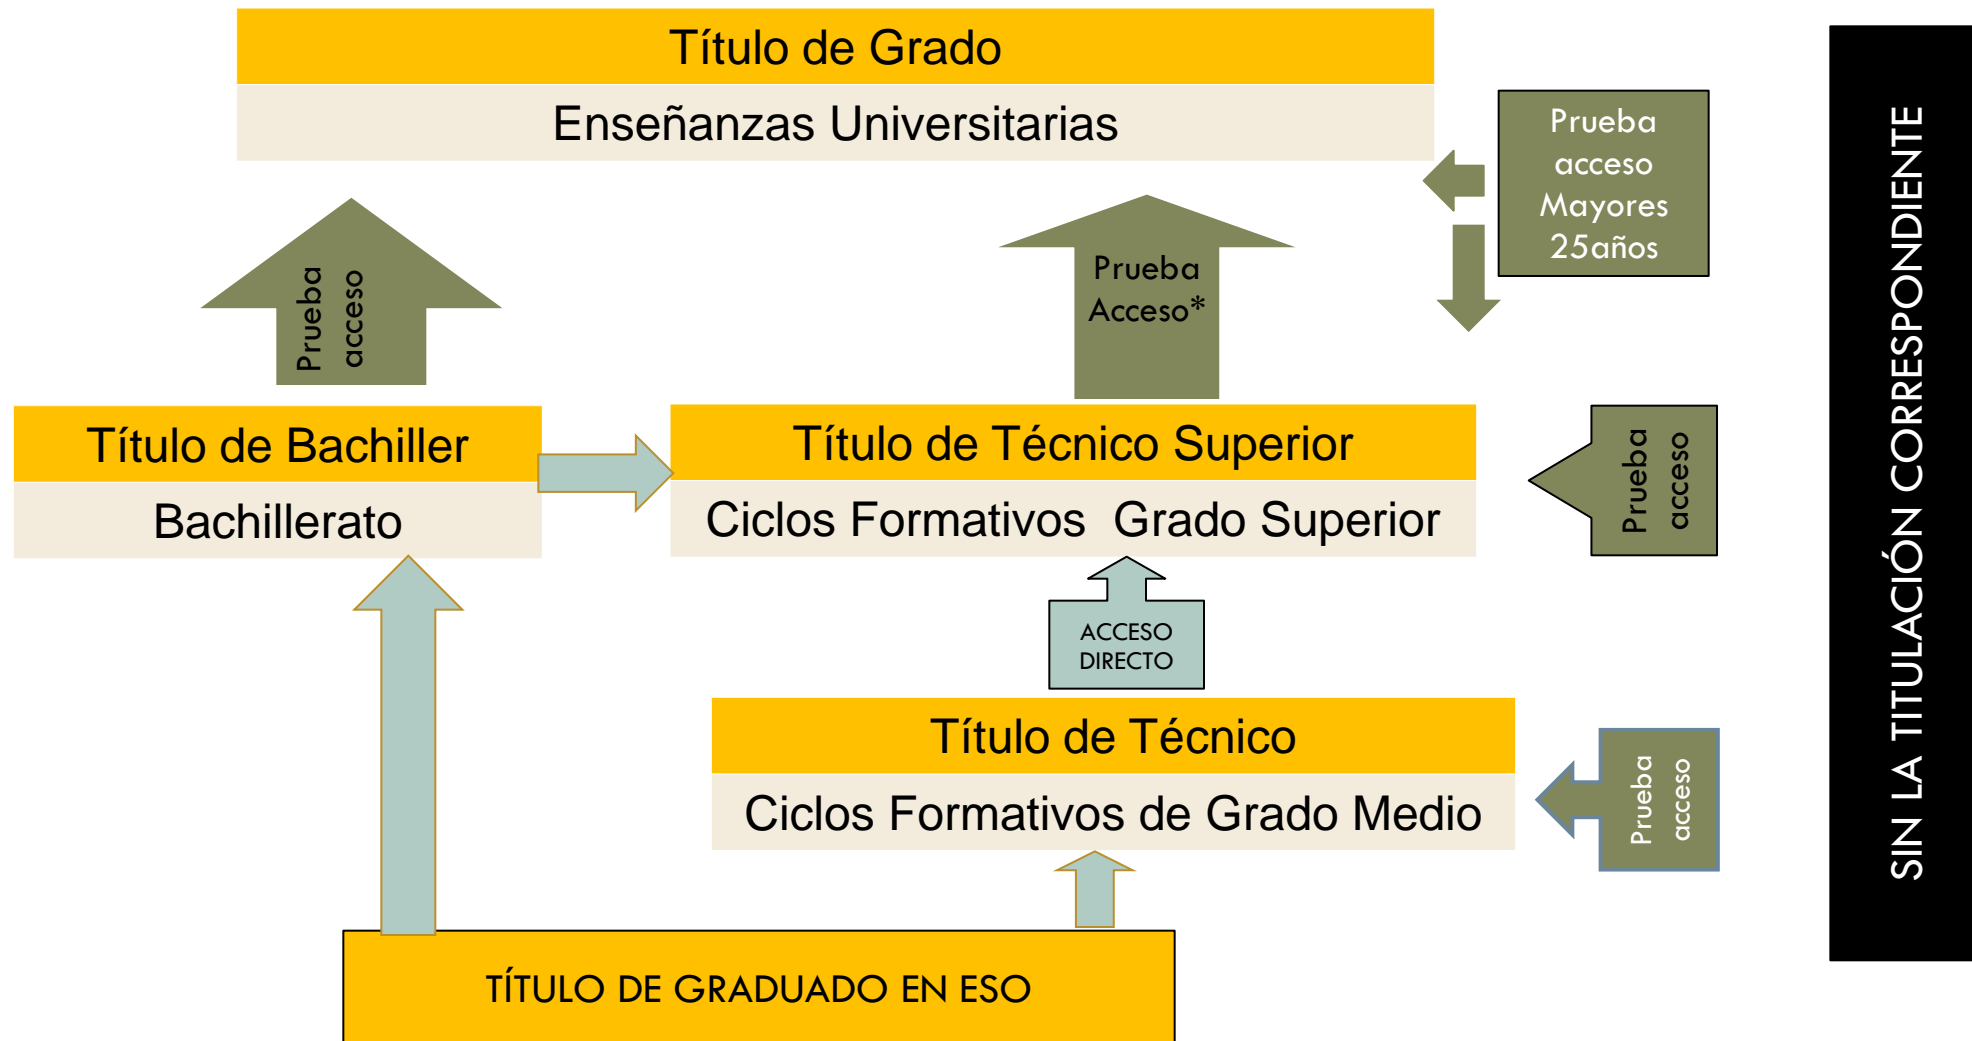 Título de Grado
Enseñanzas Universitarias
Prueba
acceso
Mayores
25años
Prueba
acceso
Prueba
Acceso*
Título de Bachiller
Bachillerato
Título de Técnico Superior
Ciclos Formativos  Grado Superior
Prueba
acceso
ACCESO
DIRECTO
Título de Técnico
Ciclos Formativos de Grado Medio
Prueba
acceso
TÍTULO DE GRADUADO EN ESO
SIN LA TITULACIÓN CORRESPONDIENTE